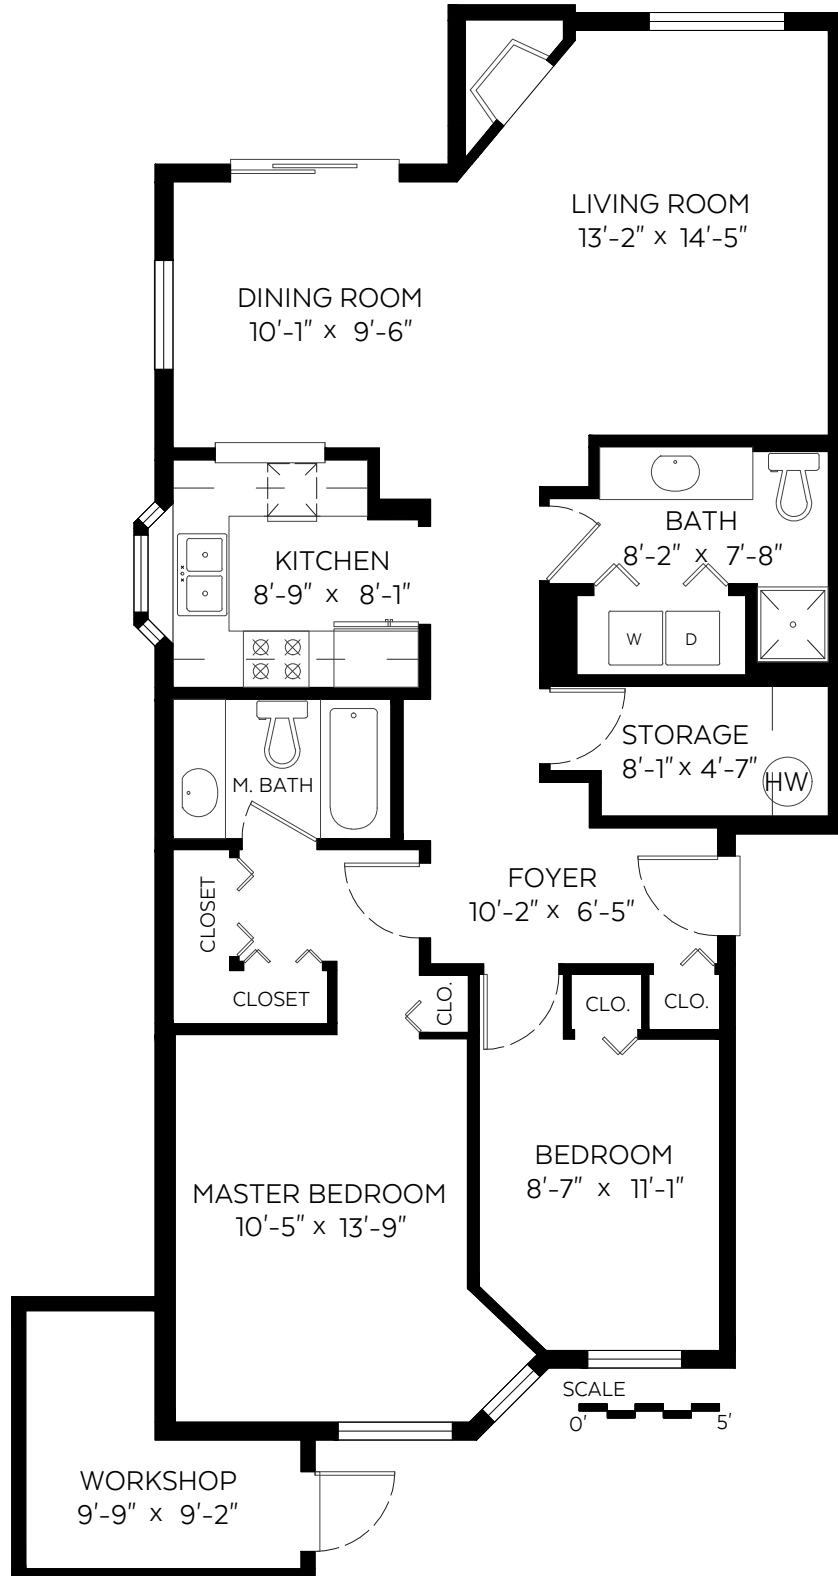 LIVING ROOM
13'-2" x 14'-5"
DINING ROOM
10'-1" x 9'-6"
BATH
8'-2" x 7'-8"
KITCHEN
8'-9" x 8'-1"
W
D
STORAGE
8'-1" x 4'-7"
HW
M. BATH
FOYER
10'-2" x 6'-5"
CLOSET
CLOSET
CLO.
CLO.
CLO.
BEDROOM
8'-7" x 11'-1"
MASTER BEDROOM
10'-5" x 13'-9"
SCALE
0' 5'
WORKSHOP
9'-9" x 9'-2"